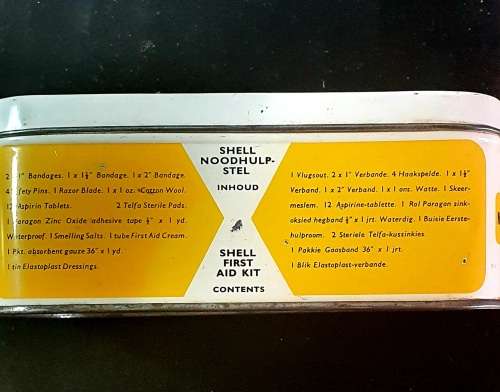 SHELL
NOODHULP-
STEL
INHOUD
SHELL
FIRST
AID KIT
CONTENTS
2 x 1" Bandages. 1 x 1½" Bandage. 1 x 2" Bandage.
4 Safety Pins. 1 Razor Blade. 1 x 1 oz. Cotton Wool.
12 Aspirin Tablets. 2 Telfa Sterile Pads.
1 Paragon Zinc Oxide adhesive tape ½" x 1 yd.
Waterproof. 1 Smelling Salts. 1 tube First Aid Cream.
1 Pkt. absorbent gauze 36" x 1 yd.
1 tin Elastoplast Dressings.
1 Vlugsout. 2 x 1" Verbande. 4 Haakspelde. 1 x 1½"
Verband. 1 x 2" Verband. 1 x 1 ons. Watte. 1 Skeer-
meslem. 12 Aspirine-tablette. 1 Rol Paragon sink-
oksied hegband ½" x 1 jrt. Waterdig. 1 Buisie Eerste-
hulproom. 2 Steriele Telfa-kussinkies.
1 Pakkie Gaasband 36" x 1 jrt.
1 Blik Elastoplast-verbande.